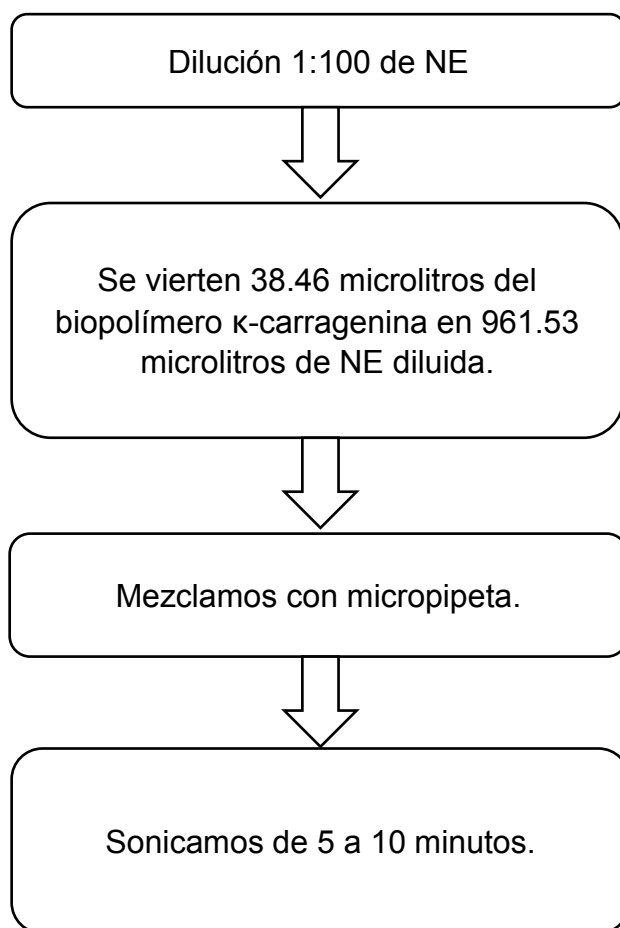 Dilución 1:100 de NE
Se vierten 38.46 microlitros del
biopolímero κ-carragenina en 961.53
microlitros de NE diluida.
Mezclamos con micropipeta.
Sonicamos de 5 a 10 minutos.